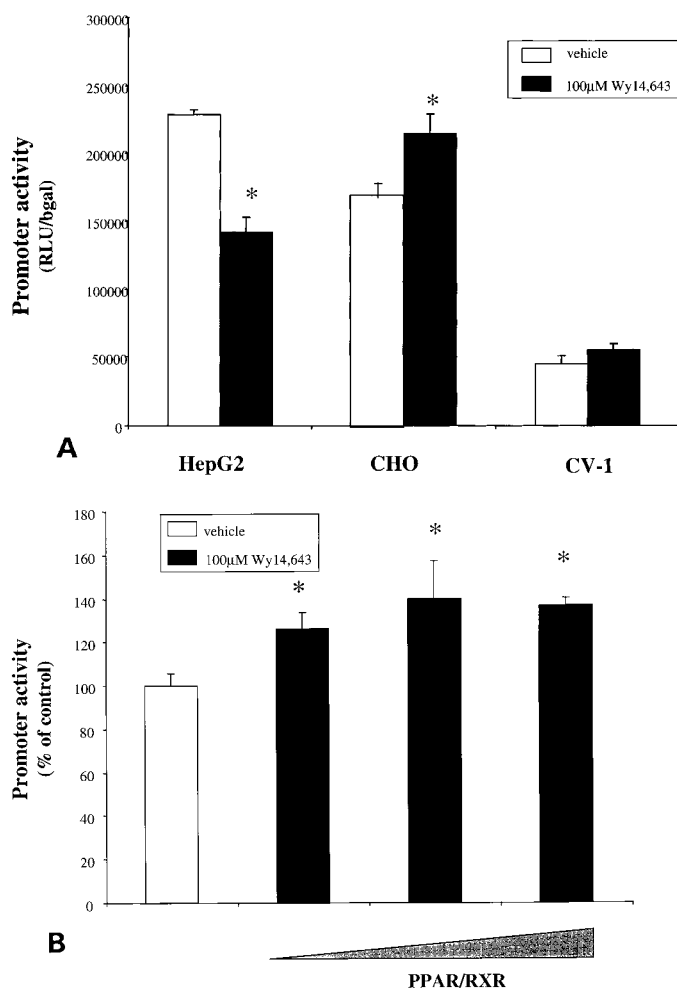 300000
250000
200000
150000
100000
50000
0
Promoter activity
(RLU/bgal)
vehicle
100µM Wy14,643
*
*
A
HepG2
CHO
CV-1
180
160
140
120
100
80
60
40
20
0
Promoter activity
(% of control)
vehicle
100µM Wy14,643
*
*
*
B
PPAR/RXR